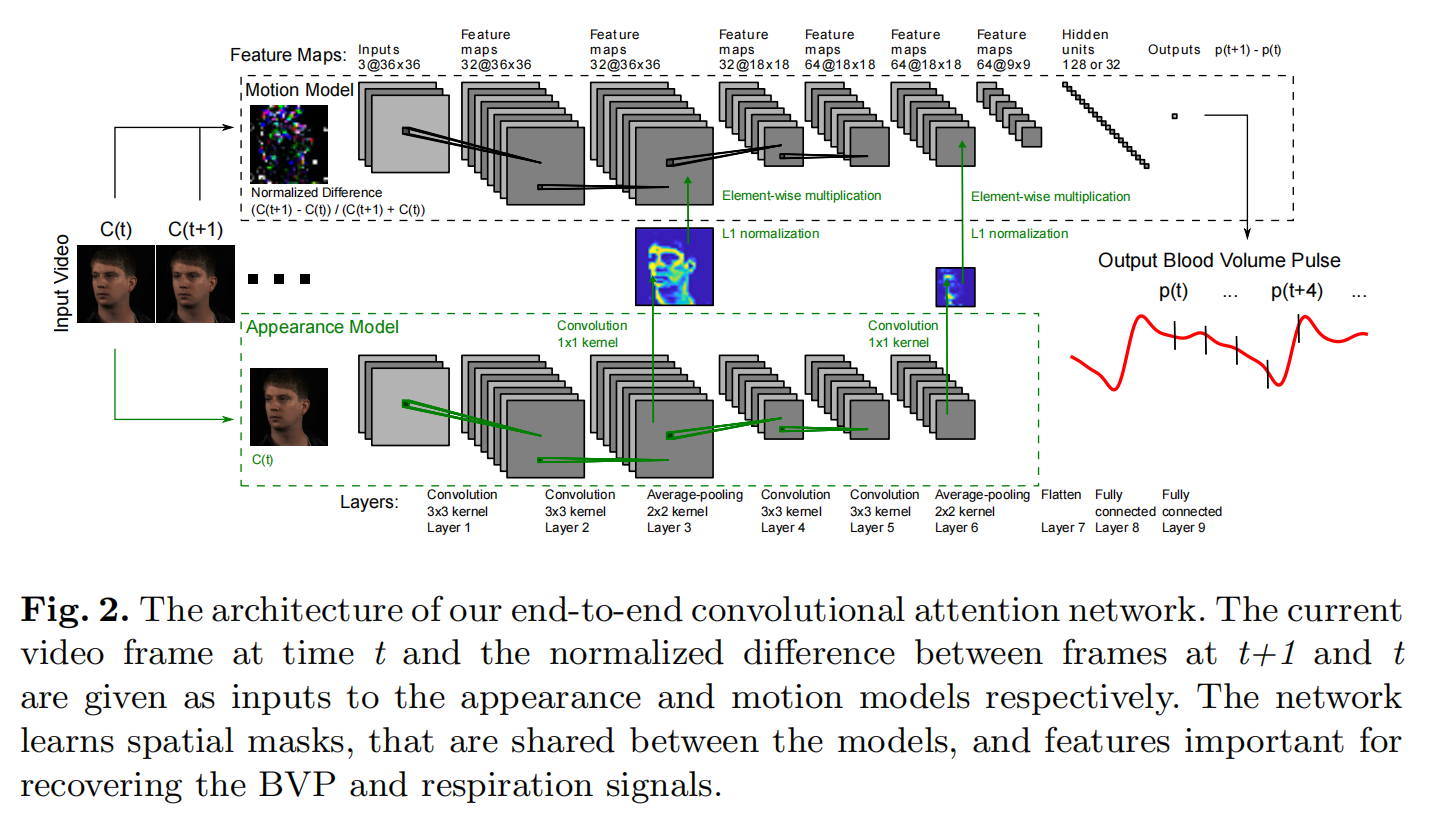 Feature Maps:
Inputs
3@36x36
Feature
maps
32@36x36
Feature
maps
32@36x36
Feature
maps
32@18x18
Feature
maps
64@18x18
Feature
maps
64@18x18
Feature
maps
64@9x9
Hidden
units
128 or 32
Outputs
p(t+1) - p(t)
Motion Model
Normalized Difference
(C(t+1) - C(t)) / (C(t+1) + C(t))
Element-wise multiplication
Element-wise multiplication
L1 normalization
L1 normalization
Input Video
C(t)
C(t+1)
Output Blood Volume Pulse
p(t)
...
p(t+4)
...
Appearance Model
Convolution
1x1 kernel
Convolution
1x1 kernel
C(t)
Layers:
Convolution
3x3 kernel
Layer 1
Convolution
3x3 kernel
Layer 2
Average-pooling
2x2 kernel
Layer 3
Convolution
3x3 kernel
Layer 4
Convolution
3x3 kernel
Layer 5
Average-pooling
2x2 kernel
Layer 6
Flatten
Layer 7
Fully
connected
Layer 8
Fully
connected
Layer 9
Fig. 2. The architecture of our end-to-end convolutional attention network. The current
video frame at time t and the normalized difference between frames at t+1 and t
are given as inputs to the appearance and motion models respectively. The network
learns spatial masks, that are shared between the models, and features important for
recovering the BVP and respiration signals.